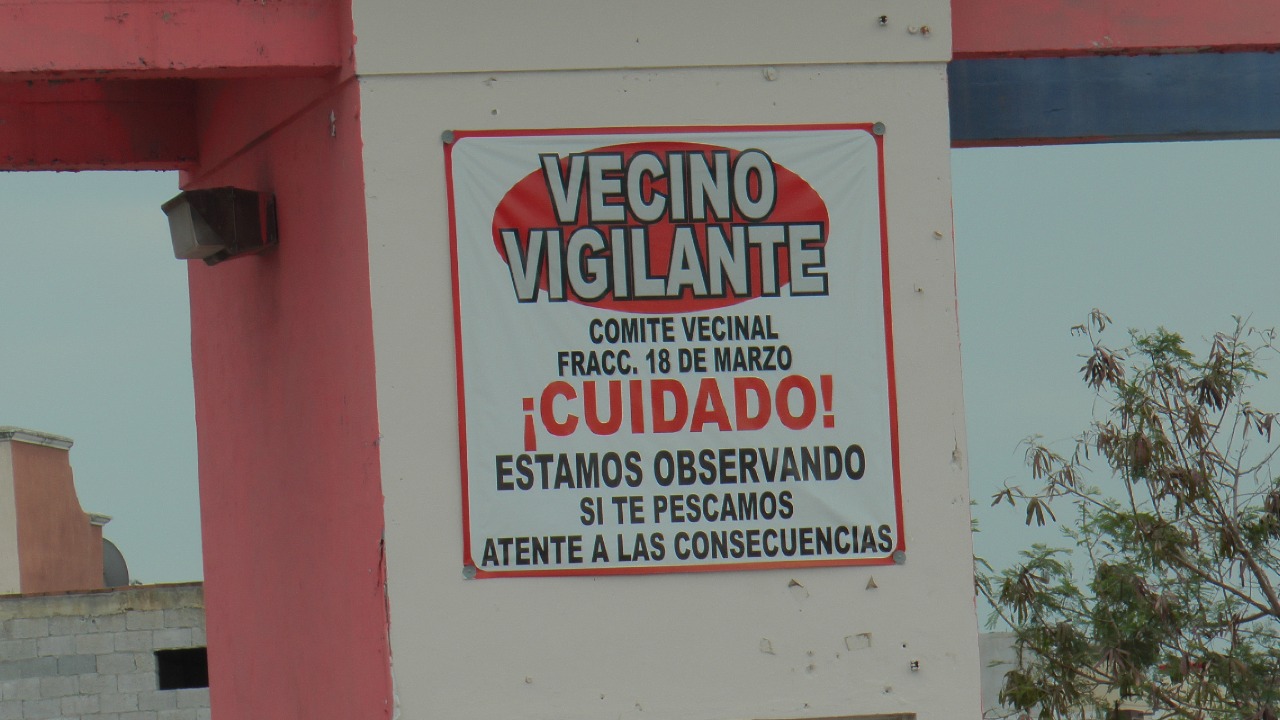 VECINO
VIGILANTE
COMITE VECINAL
FRACC. 18 DE MARZO
¡CUIDADO!
ESTAMOS OBSERVANDO
SI TE PESCAMOS
ATENTE A LAS CONSECUENCIAS